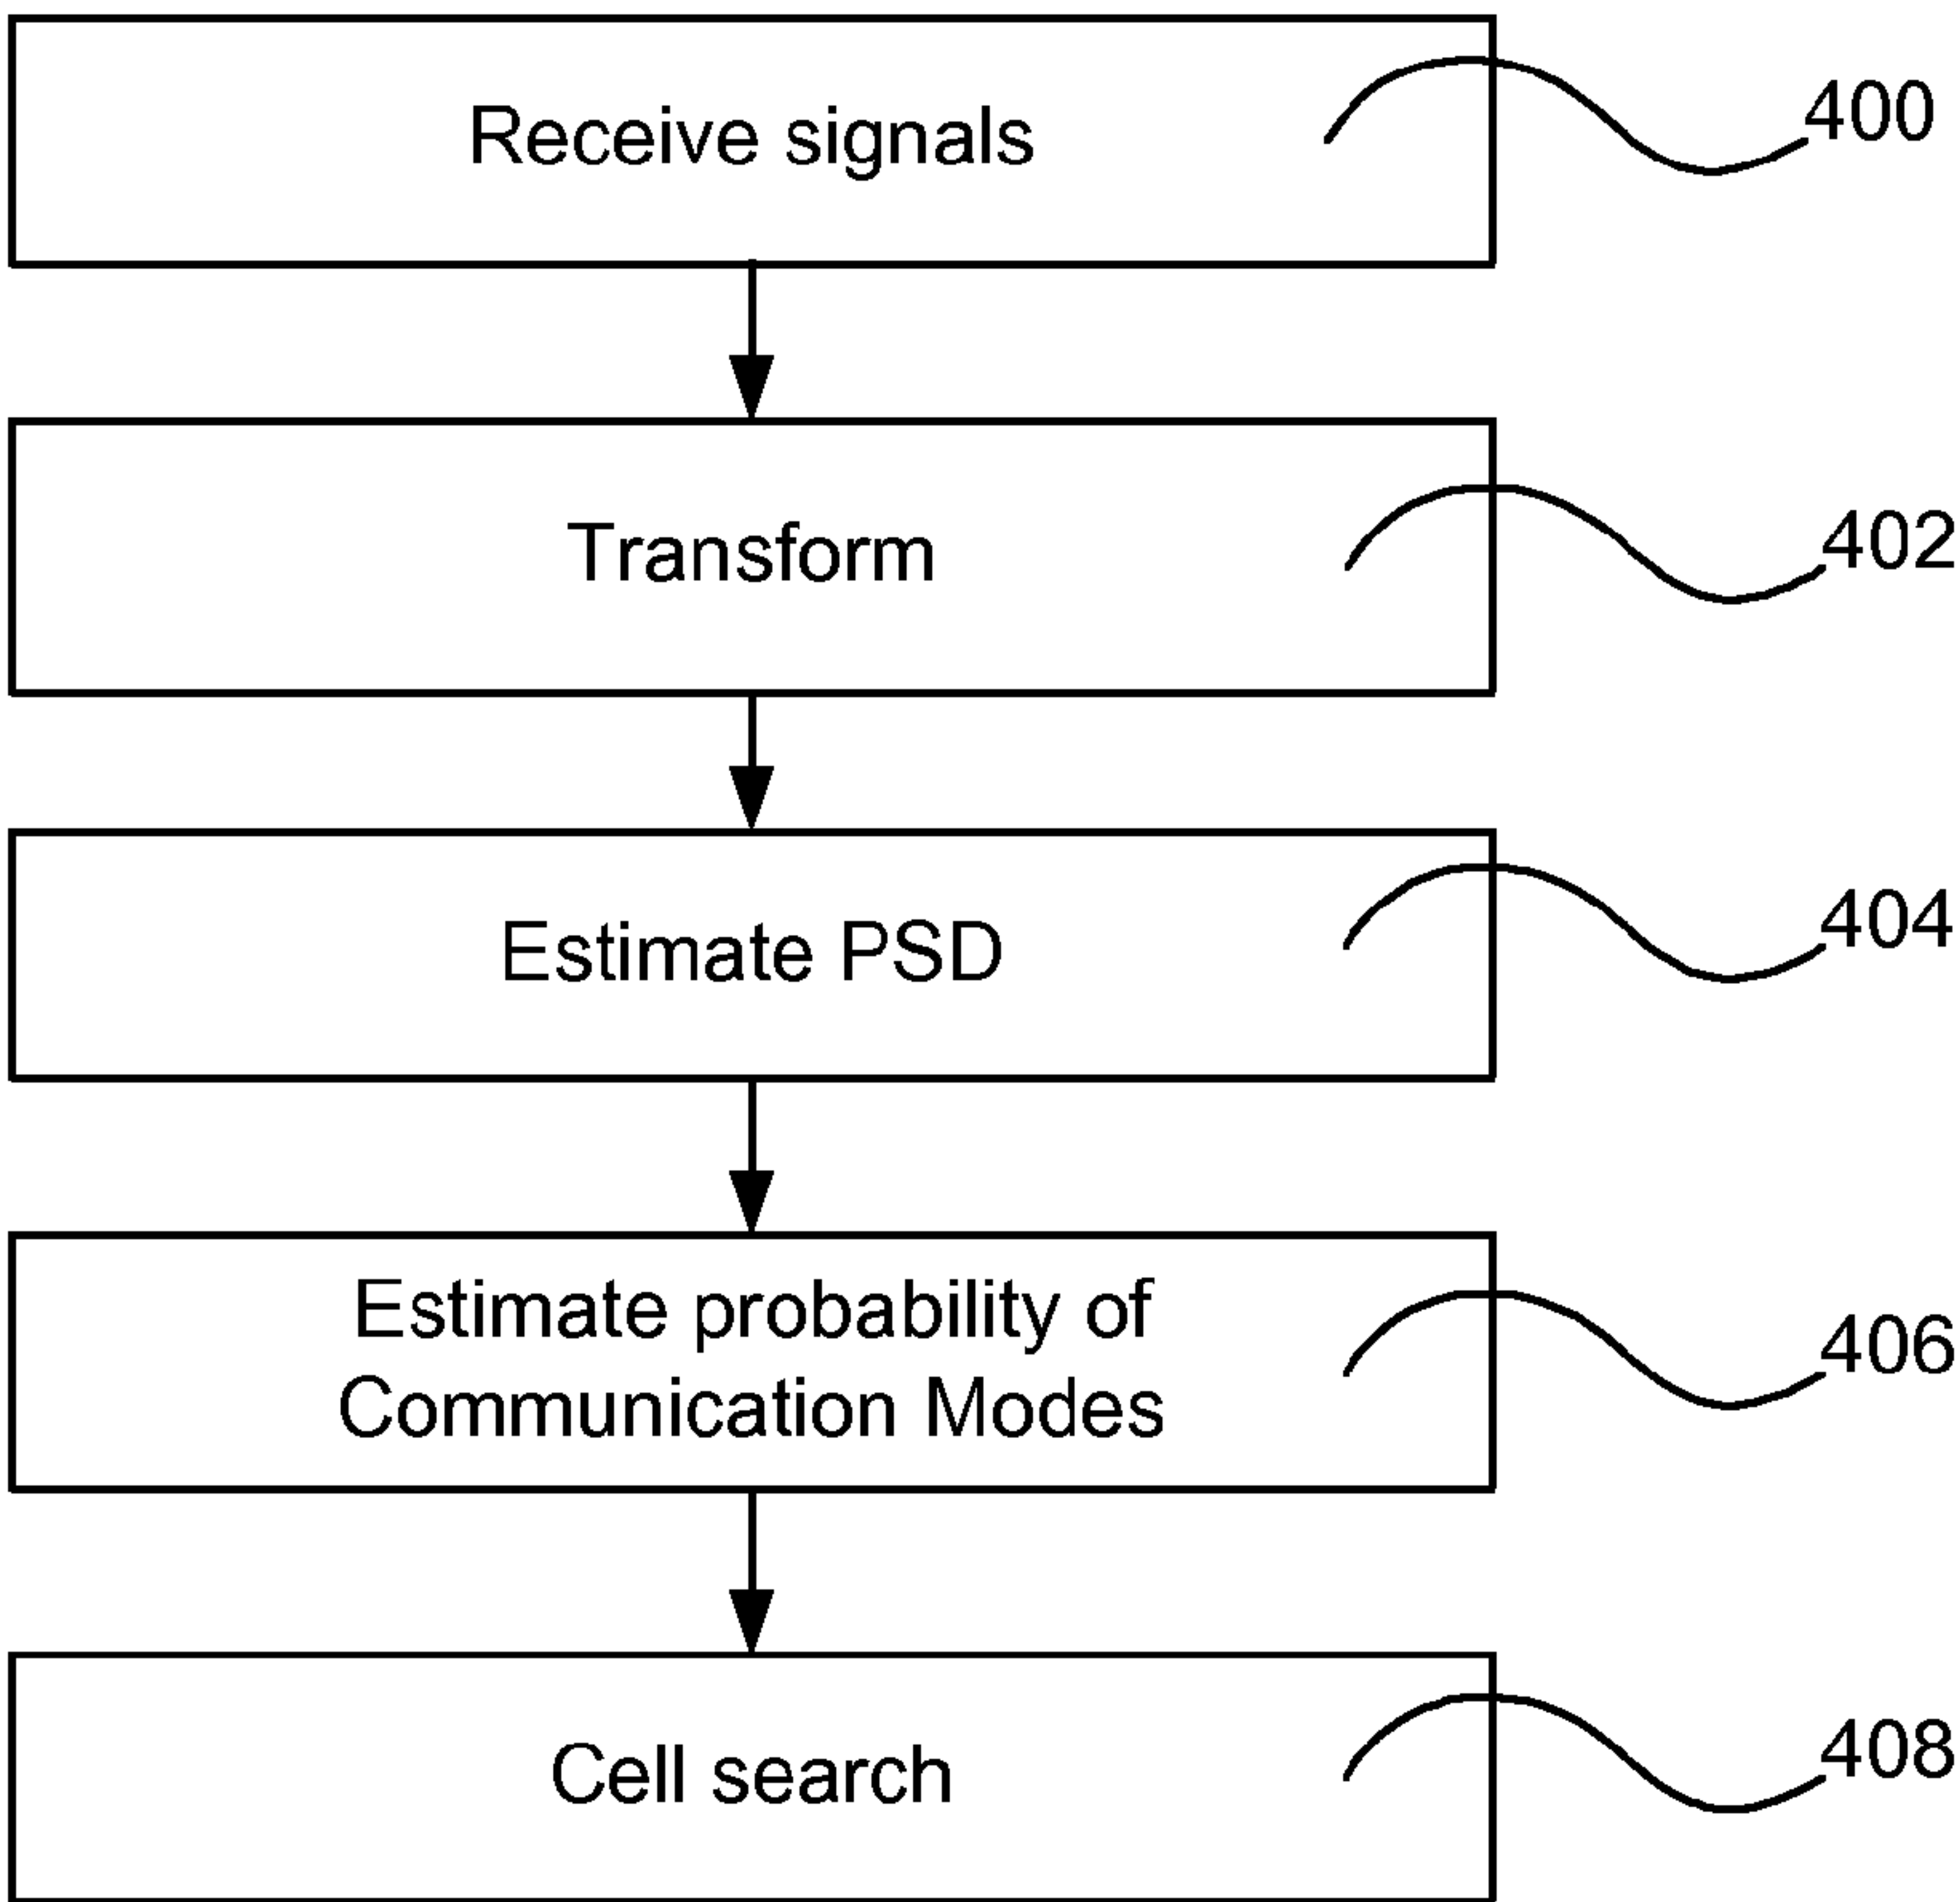 Receive signals
400
Transform
402
Estimate PSD
404
Estimate probability of
Communication Modes
406
Cell search
408